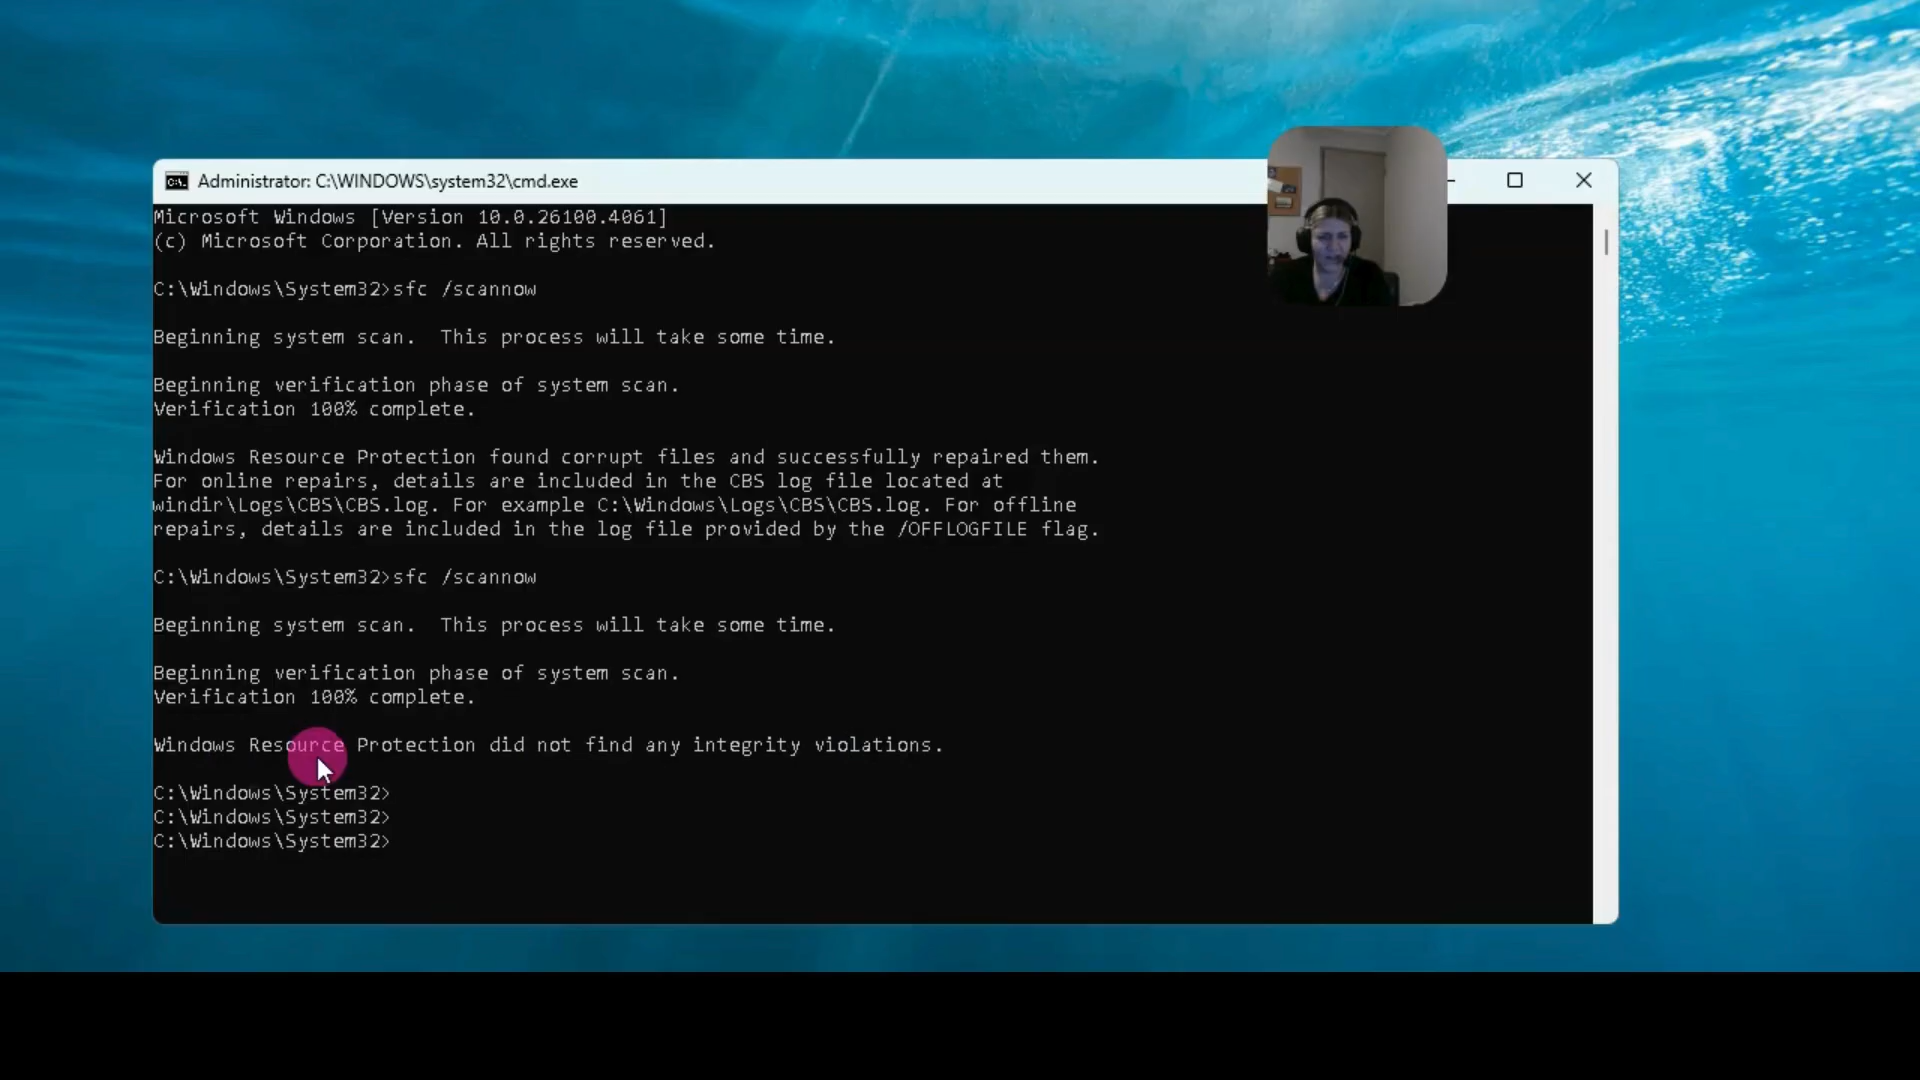 Administrator: C:\WINDOWS\system32\cmd.exe
Microsoft Windows [Version 10.0.26100.4061]
(c) Microsoft Corporation. All rights reserved.
C:\Windows\System32>sfc /scannow
Beginning system scan.  This process will take some time.
Beginning verification phase of system scan.
Verification 100% complete.
Windows Resource Protection found corrupt files and successfully repaired them.
For online repairs, details are included in the CBS log file located at
windir\Logs\CBS\CBS.log. For example C:\Windows\Logs\CBS\CBS.log. For offline
repairs, details are included in the log file provided by the /OFFLOGFILE flag.
C:\Windows\System32>sfc /scannow
Beginning system scan.  This process will take some time.
Beginning verification phase of system scan.
Verification 100% complete.
Windows Resource Protection did not find any integrity violations.
C:\Windows\System32>
C:\Windows\System32>
C:\Windows\System32>